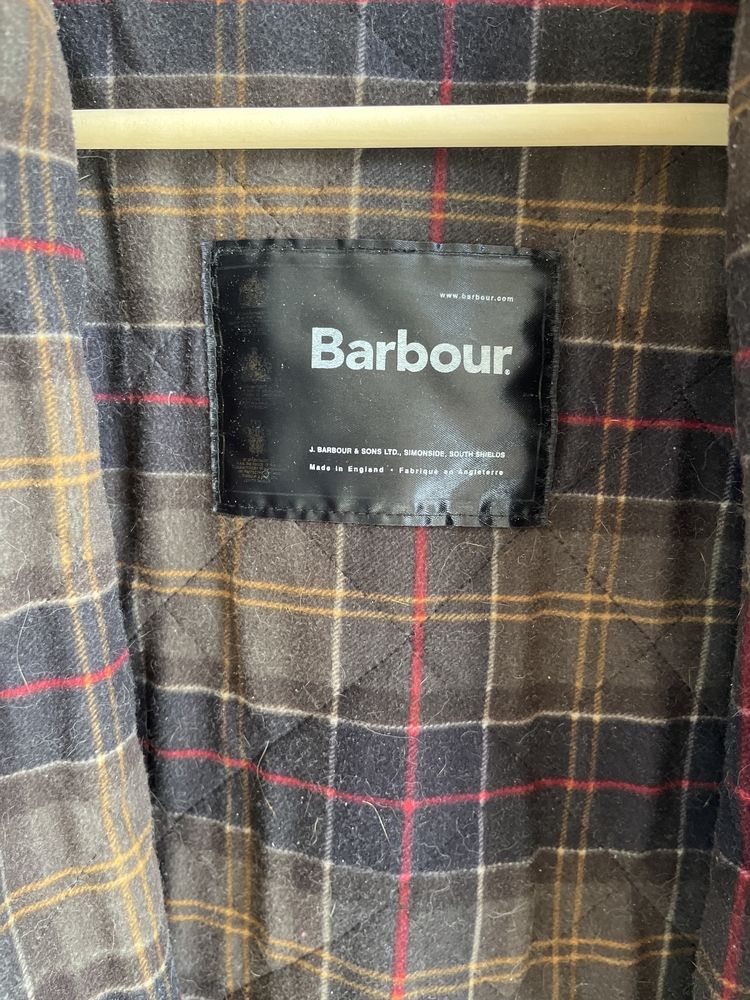 www.barbour.com
Barbour®
J. BARBOUR & SONS LTD., SIMONSIDE, SOUTH SHIELDS
Made in England • Fabriqué en Angleterre